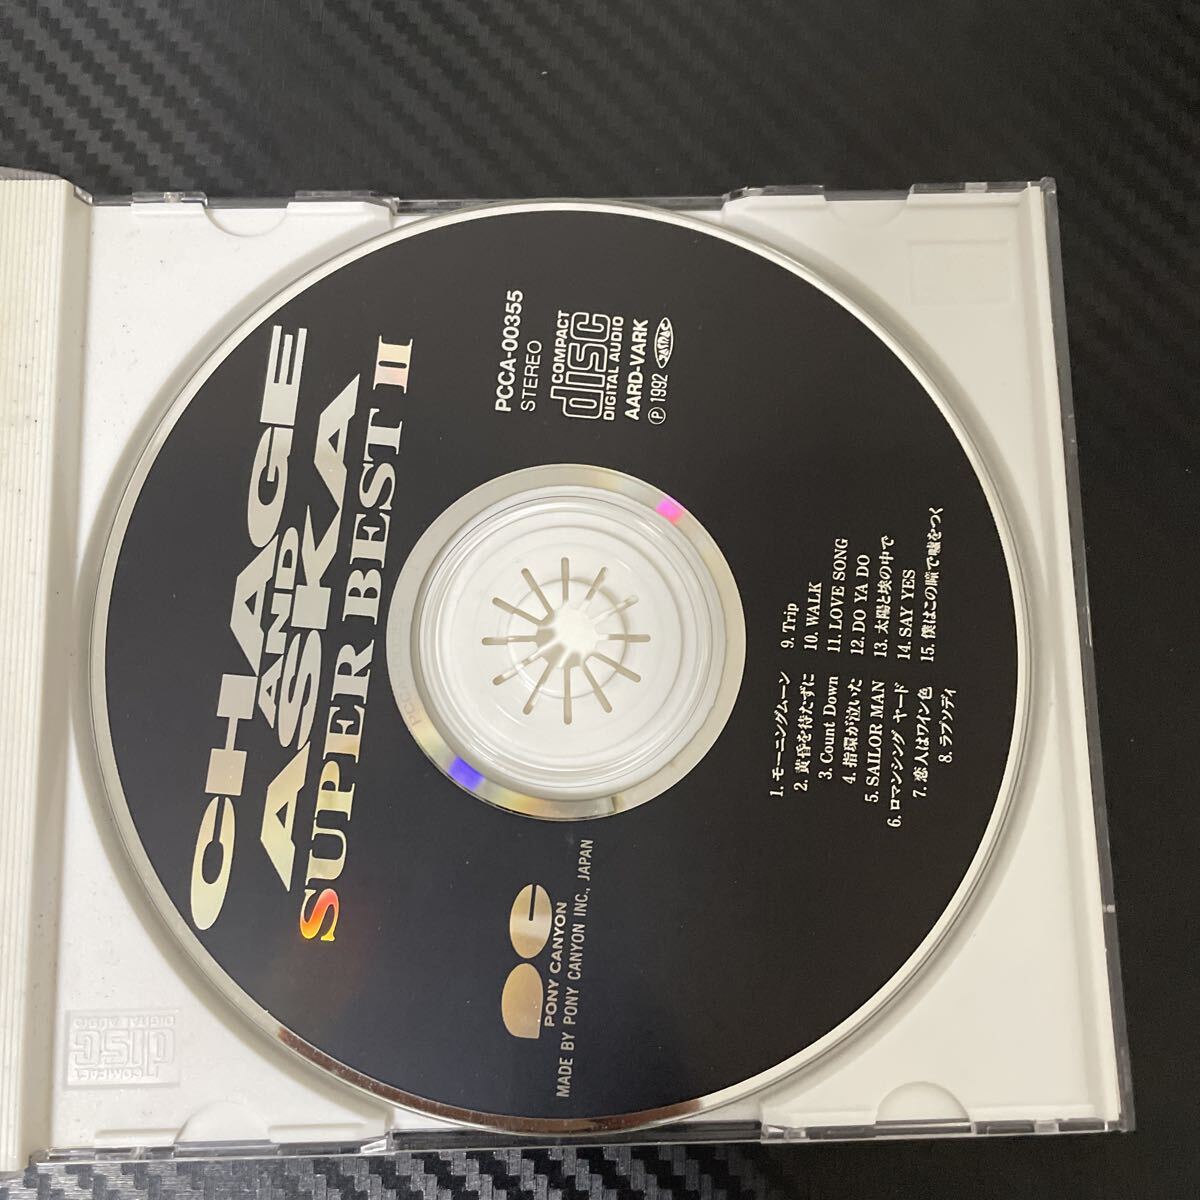 CHAGE
AND
ASKA
SUPER BEST II
PCCA-00355
STEREO
COMPACT
disc
DIGITAL AUDIO
AARD-VARK
Ⓟ 1992 JASRAC
PONY CANYON
MADE BY PONY CANYON INC., JAPAN
1. モーニングムーン
2. 黄昏を待たずに
3. Count Down
4. 指環が泣いた
5. SAILOR MAN
6. ロマンシング ヤード
7. 恋人はワイン色
8. ラプソディ
9. Trip
10. WALK
11. LOVE SONG
12. DO YA DO
13. 太陽と埃の中で
14. SAY YES
15. 僕はこの瞳で嘘をつく
COMPACT
disc
DIGITAL AUDIO